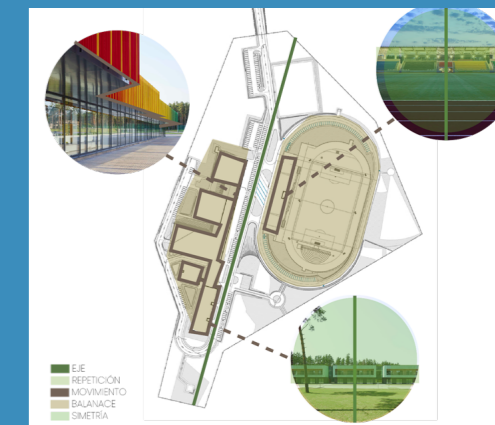 EJE
REPETICIÓN
MOVIMIENTO
BALANACE
SIMETRÍA